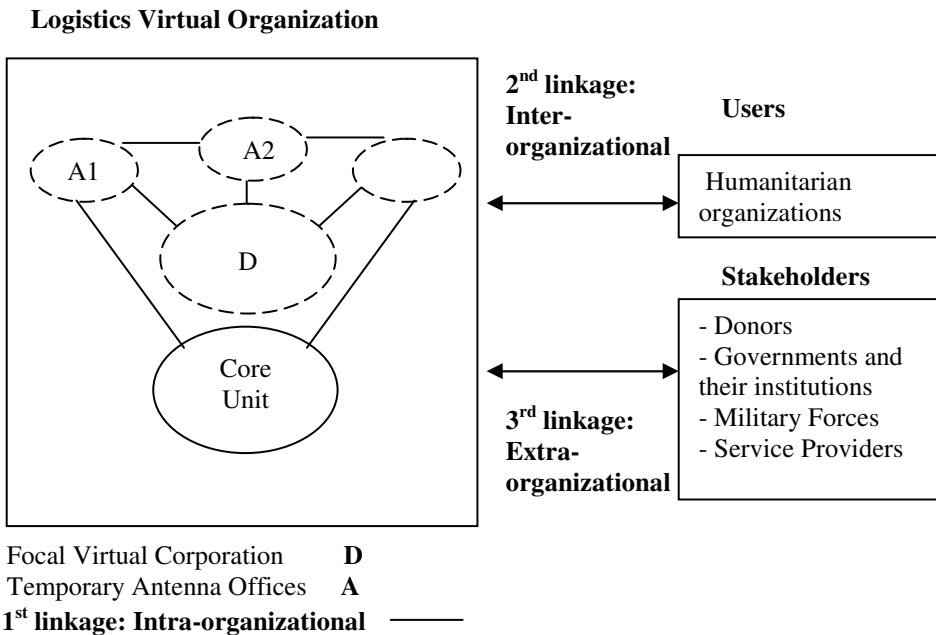 Logistics Virtual Organization
A1
A2
D
Core
Unit
2nd linkage:
Inter-
organizational
Users
Humanitarian
organizations
Stakeholders
- Donors
- Governments and
their institutions
- Military Forces
- Service Providers
3rd linkage:
Extra-
organizational
Focal Virtual Corporation D
Temporary Antenna Offices A
1st linkage: Intra-organizational